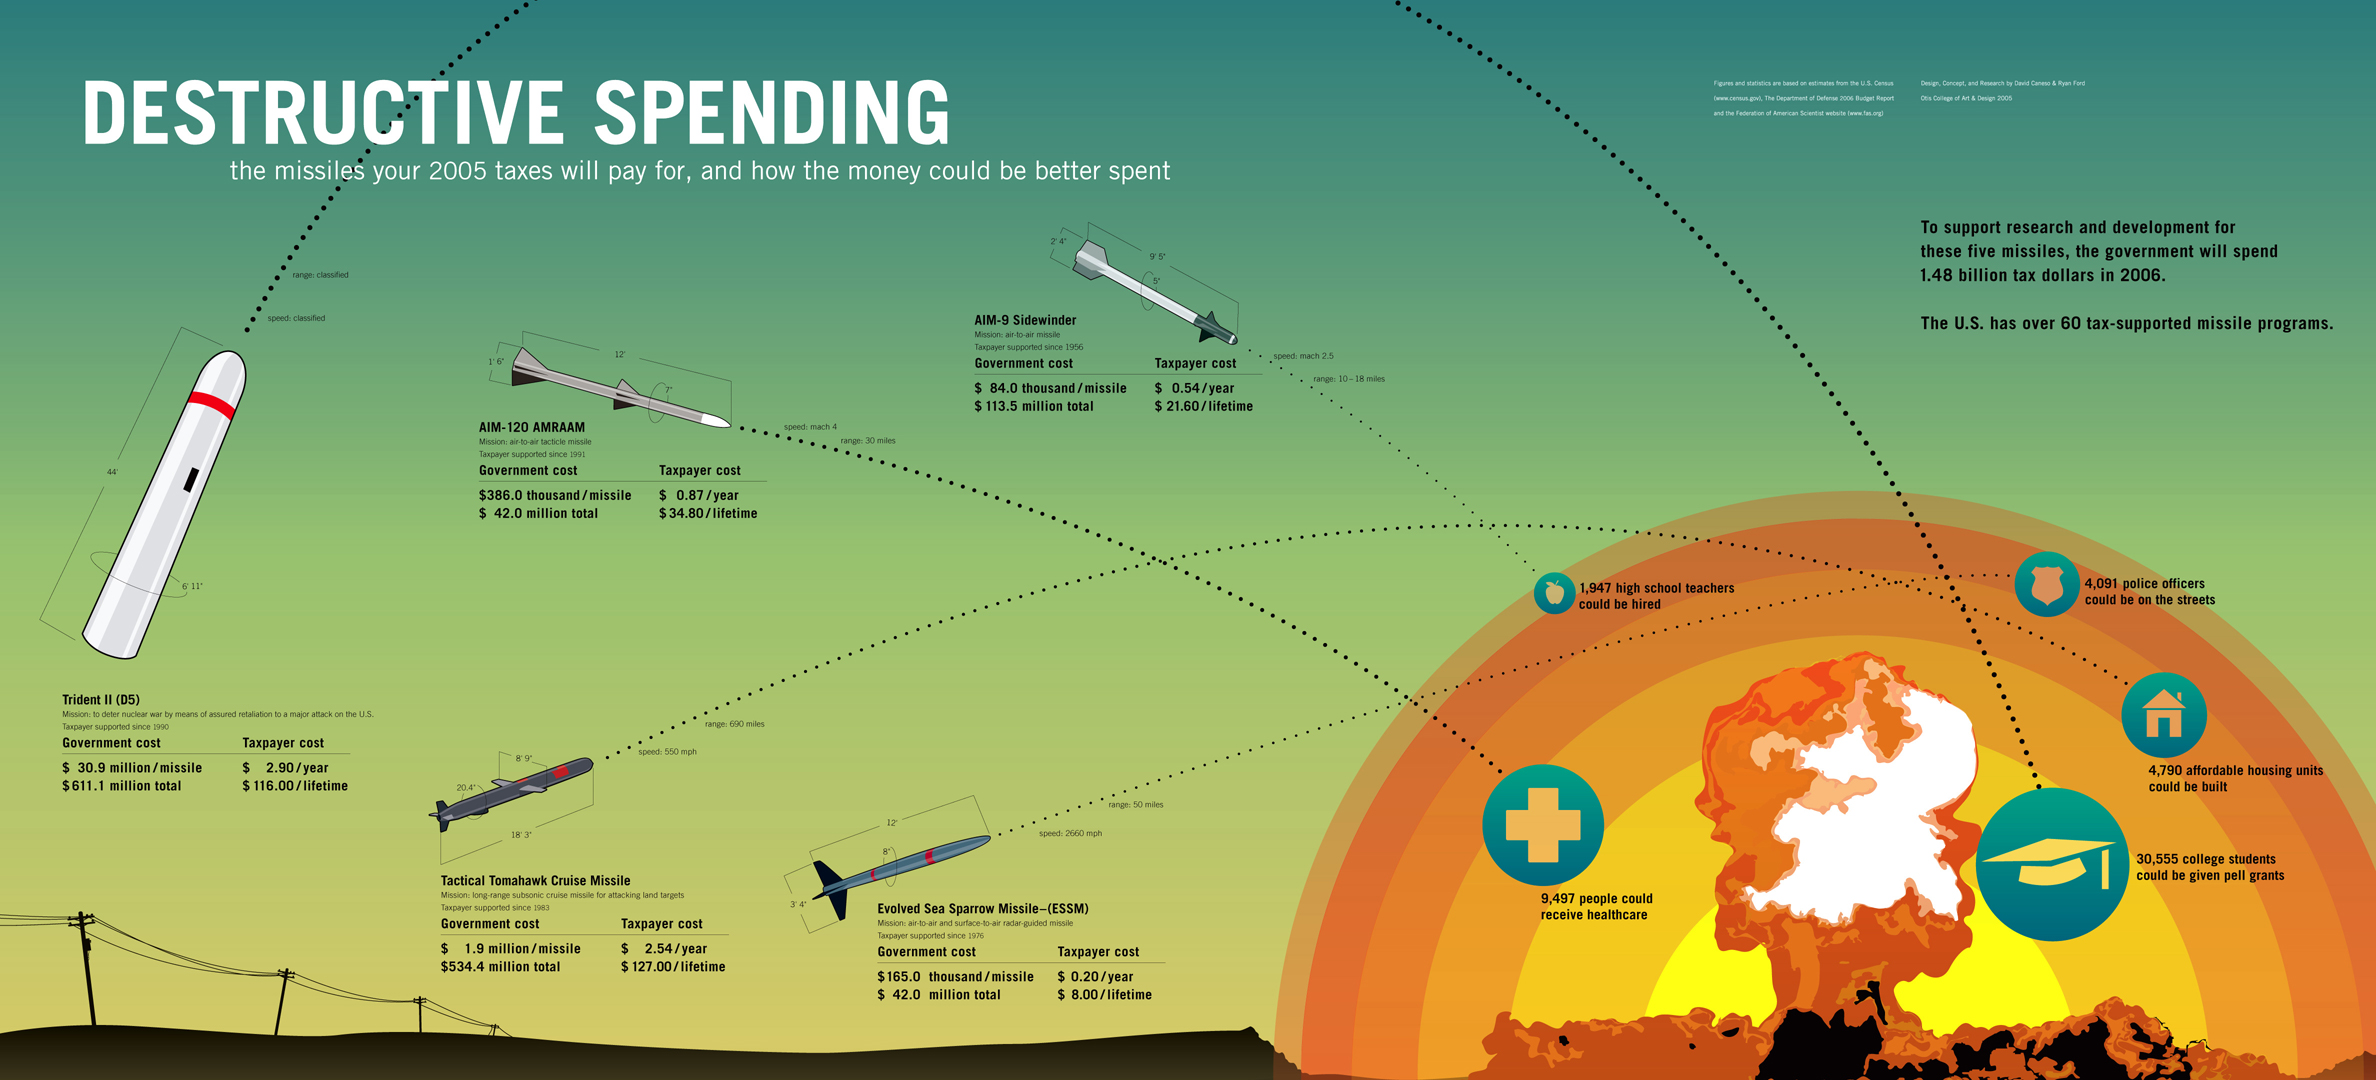 DESTRUCTIVE SPENDING
the missiles your 2005 taxes will pay for, and how the money could be better spent
Figures and statistics are based on estimates from the U.S. Census
(www.census.gov), The Department of Defense 2006 Budget Report
and the Federation of American Scientist website (www.fas.org)
Design, Concept, and Research by David Caneso & Ryan Ford
Otis College of Art & Design 2005
To support research and development for
these five missiles, the government will spend
1.48 billion tax dollars in 2006.
The U.S. has over 60 tax-supported missile programs.
range: classified
speed: classified
44'
6' 11"
Trident II (D5)
Mission: to deter nuclear war by means of assured retaliation to a major attack on the U.S.
Taxpayer supported since 1990
Government cost Taxpayer cost
$ 30.9 million/missile $ 2.90/year
$611.1 million total $116.00/lifetime
1' 6"
12'
7"
AIM-120 AMRAAM
Mission: air-to-air tacticle missile
Taxpayer supported since 1991
Government cost Taxpayer cost
$386.0 thousand/missile $ 0.87/year
$ 42.0 million total $34.80/lifetime
speed: mach 4
range: 30 miles
2' 4"
9' 5"
5"
AIM-9 Sidewinder
Mission: air-to-air missile
Taxpayer supported since 1956
Government cost Taxpayer cost
$ 84.0 thousand/missile $ 0.54/year
$113.5 million total $21.60/lifetime
speed: mach 2.5
range: 10–18 miles
range: 690 miles
speed: 550 mph
8' 9"
20.4"
18' 3"
Tactical Tomahawk Cruise Missile
Mission: long-range subsonic cruise missile for attacking land targets
Taxpayer supported since 1983
Government cost Taxpayer cost
$ 1.9 million/missile $ 2.54/year
$534.4 million total $127.00/lifetime
range: 50 miles
speed: 2660 mph
12'
8"
3' 4"
Evolved Sea Sparrow Missile–(ESSM)
Mission: air-to-air and surface-to-air radar-guided missile
Taxpayer supported since 1976
Government cost Taxpayer cost
$165.0 thousand/missile $ 0.20/year
$ 42.0 million total $ 8.00/lifetime
1,947 high school teachers
could be hired
4,091 police officers
could be on the streets
4,790 affordable housing units
could be built
30,555 college students
could be given pell grants
9,497 people could
receive healthcare